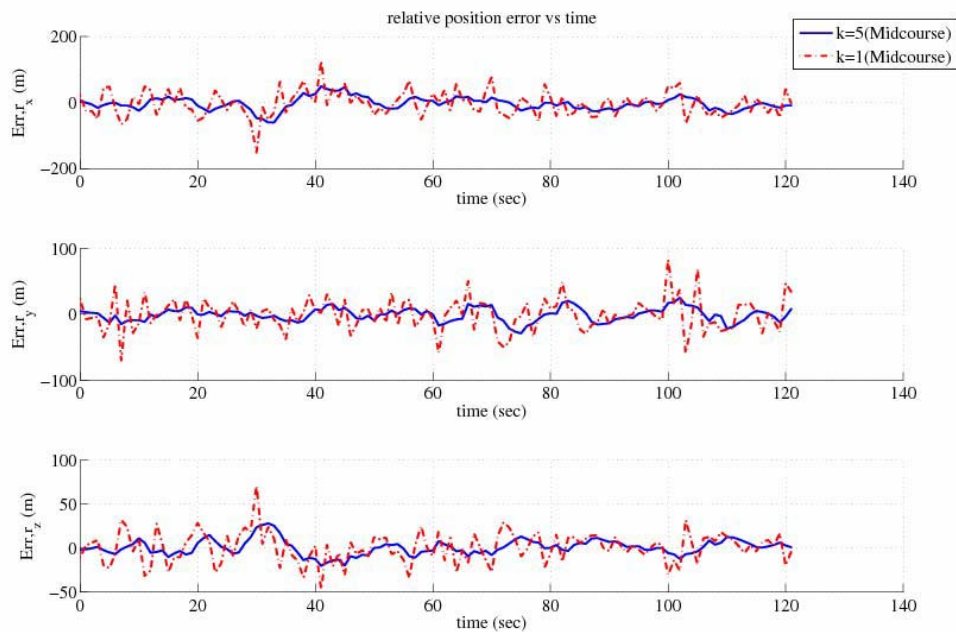 relative position error vs time
k=5(Midcourse)
k=1(Midcourse)
200
0
−200
Err.r_x (m)
0 20 40 60 80 100 120 140
time (sec)
100
0
−100
Err.r_y (m)
0 20 40 60 80 100 120 140
time (sec)
100
50
0
−50
Err.r_z (m)
0 20 40 60 80 100 120 140
time (sec)